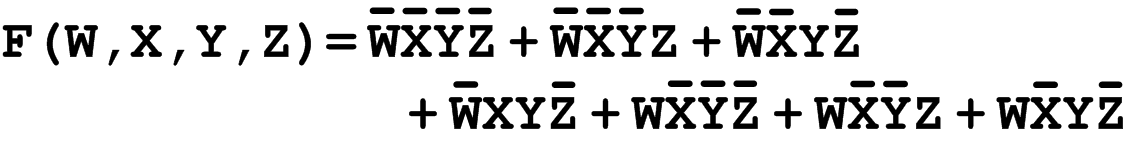 F(W,X,Y,Z)= W̅X̅Y̅Z̅ + W̅X̅Y̅Z + W̅X̅YZ̅
+ W̅XYZ̅ + WX̅Y̅Z̅ + WX̅Y̅Z + WX̅YZ̅